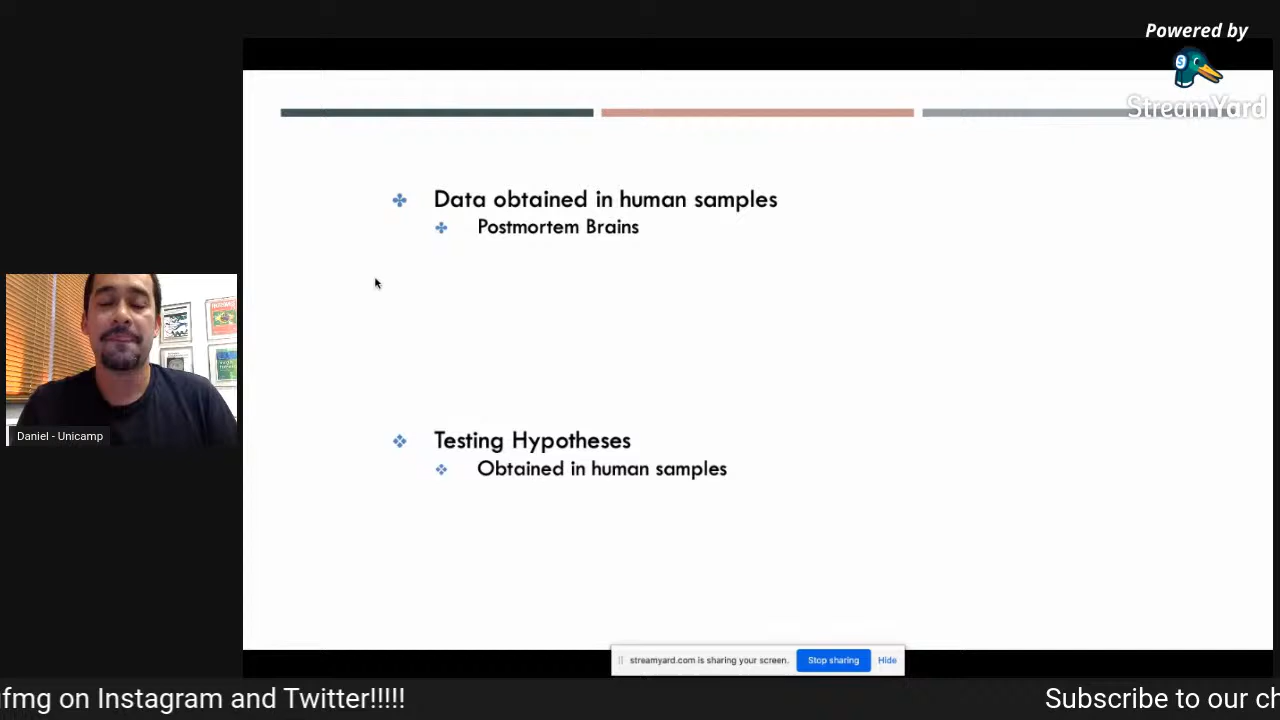 Powered by
StreamYard
Data obtained in human samples
Postmortem Brains
Testing Hypotheses
Obtained in human samples
Daniel - Unicamp
streamyard.com is sharing your screen.
Stop sharing
Hide
ufmg on Instagram and Twitter!!!!!
Subscribe to our ch